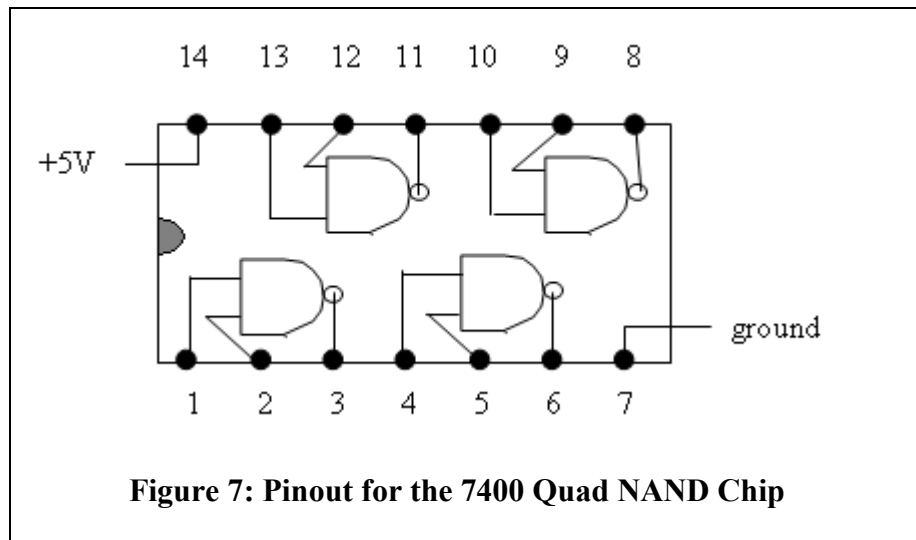 14 13 12 11 10 9 8
+5V
ground
1 2 3 4 5 6 7
Figure 7: Pinout for the 7400 Quad NAND Chip